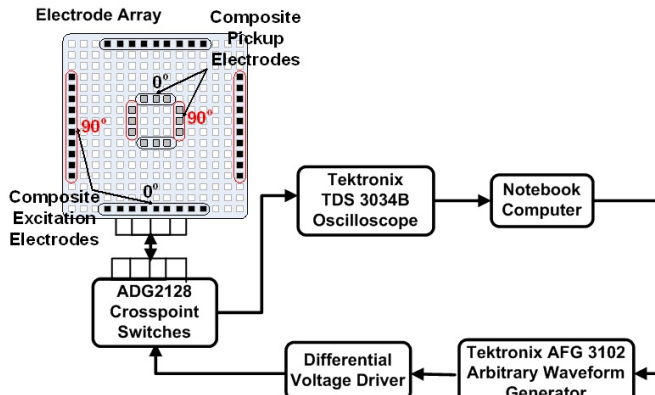 Electrode Array
Composite
Pickup
Electrodes
0°
90°
90°
0°
Composite
Excitation
Electrodes
Tektronix
TDS 3034B
Oscilloscope
Notebook
Computer
ADG2128
Crosspoint
Switches
Differential
Voltage Driver
Tektronix AFG 3102
Arbitrary Waveform
Generator